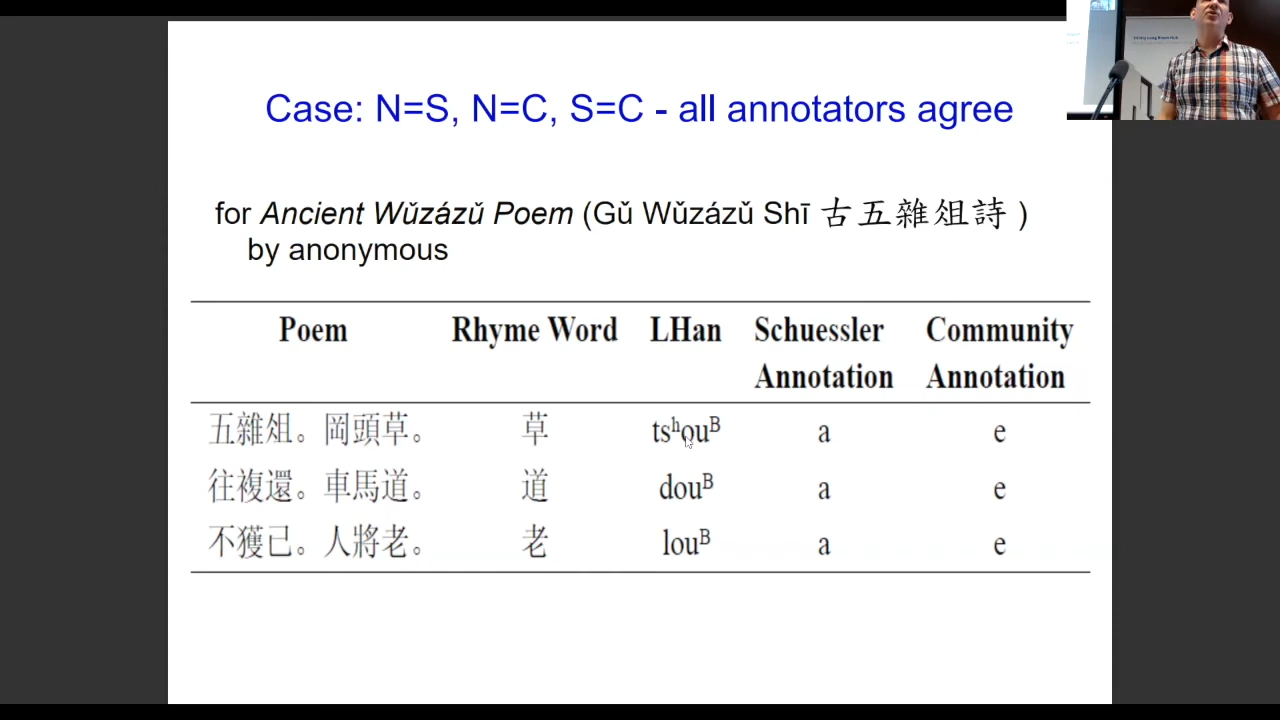 Case: N=S, N=C, S=C - all annotators agree
for Ancient Wǔzázǔ Poem (Gǔ Wǔzázǔ Shī 古五雜俎詩 )
by anonymous
Poem Rhyme Word LHan Schuessler Annotation Community Annotation
五雜俎。岡頭草。 草 tsʰouᴮ a e
往複還。車馬道。 道 douᴮ a e
不獲已。人將老。 老 louᴮ a e